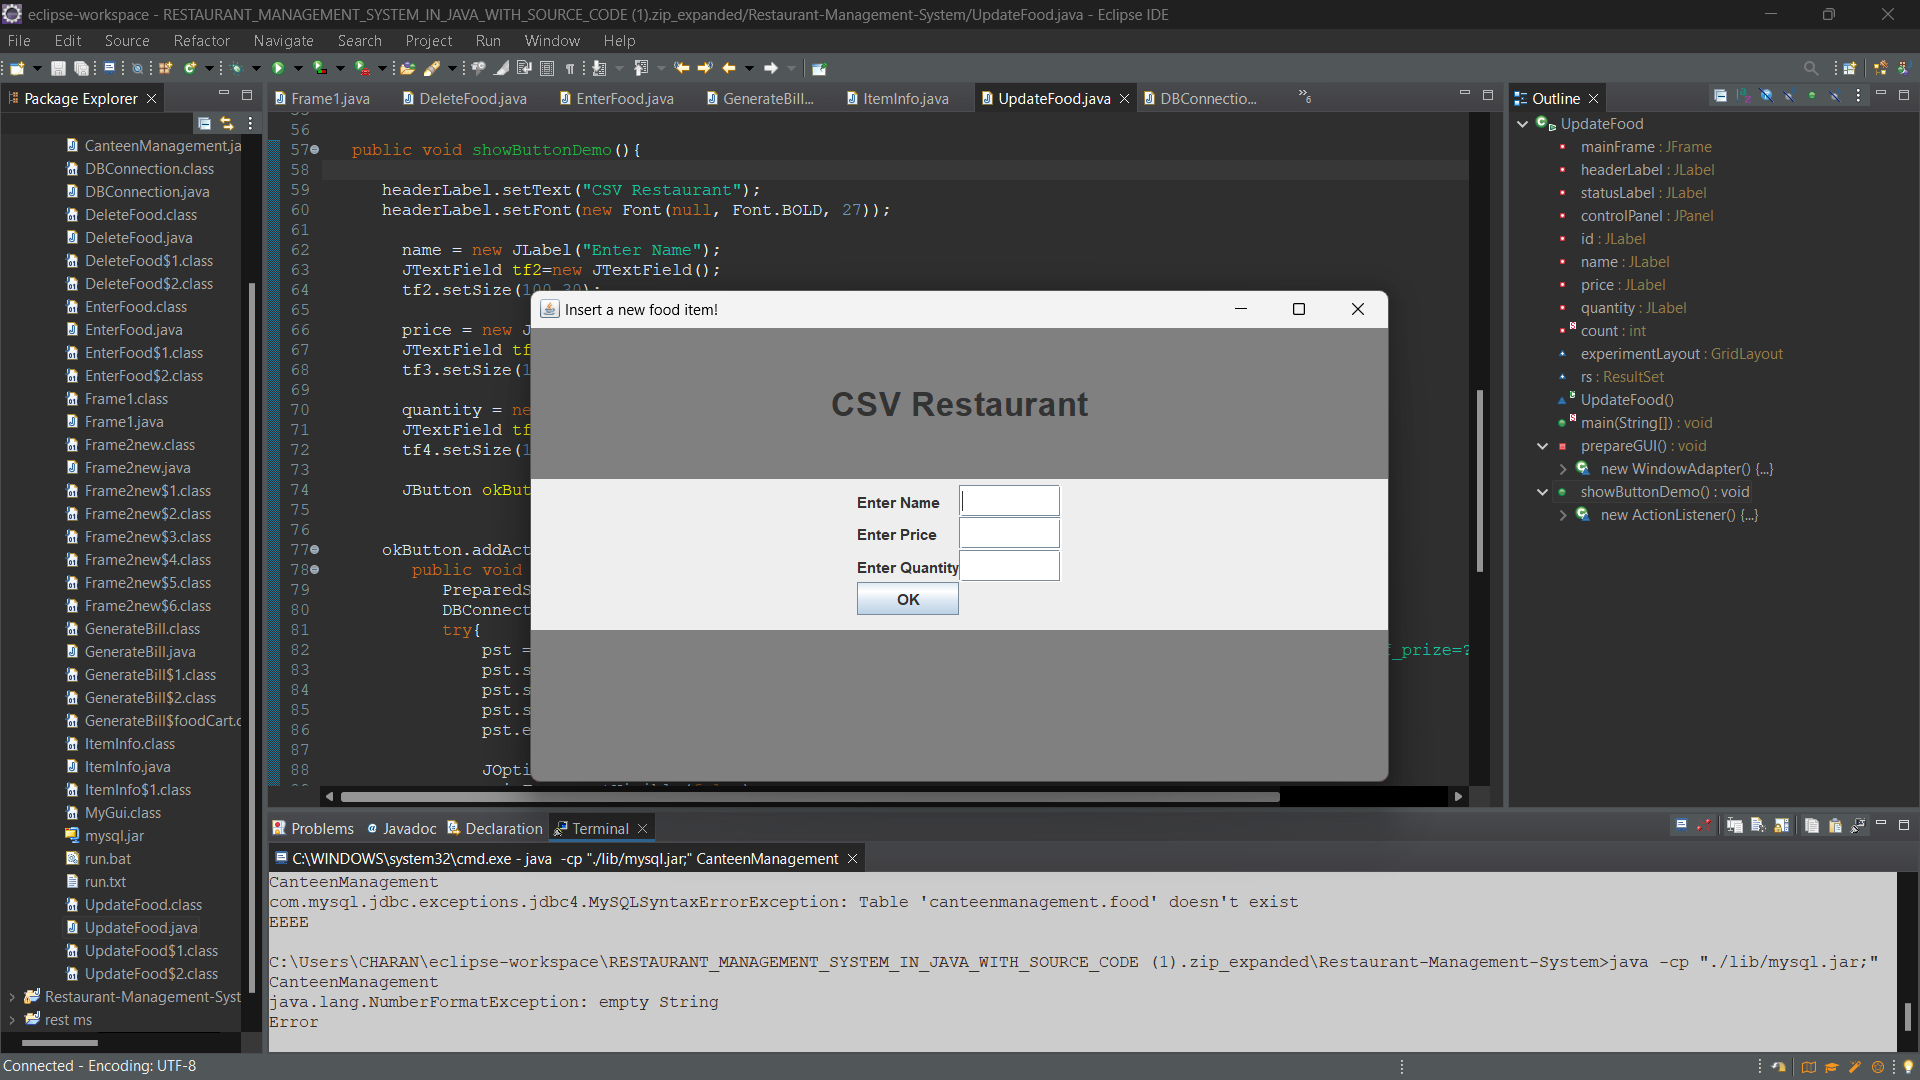 eclipse-workspace - RESTAURANT_MANAGEMENT_SYSTEM_IN_JAVA_WITH_SOURCE_CODE (1).zip_expanded/Restaurant-Management-System/UpdateFood.java - Eclipse IDE
File Edit Source Refactor Navigate Search Project Run Window Help
Package Explorer
Frame1.java DeleteFood.java EnterFood.java GenerateBill... ItemInfo.java UpdateFood.java DBConnectio... 6
Outline
CanteenManagement.ja
DBConnection.class
DBConnection.java
DeleteFood.class
DeleteFood.java
DeleteFood$1.class
DeleteFood$2.class
EnterFood.class
EnterFood.java
EnterFood$1.class
EnterFood$2.class
Frame1.class
Frame1.java
Frame2new.class
Frame2new.java
Frame2new$1.class
Frame2new$2.class
Frame2new$3.class
Frame2new$4.class
Frame2new$5.class
Frame2new$6.class
GenerateBill.class
GenerateBill.java
GenerateBill$1.class
GenerateBill$2.class
GenerateBill$foodCart.c
ItemInfo.class
ItemInfo.java
ItemInfo$1.class
MyGui.class
mysql.jar
run.bat
run.txt
UpdateFood.class
UpdateFood.java
UpdateFood$1.class
UpdateFood$2.class
Restaurant-Management-Syst
rest ms
56
57 public void showButtonDemo(){
58
59 headerLabel.setText("CSV Restaurant");
60 headerLabel.setFont(new Font(null, Font.BOLD, 27));
61
62 name = new JLabel("Enter Name");
63 JTextField tf2=new JTextField();
64 tf2.setSize(100,30);
65
66 price = new J
67 JTextField tf
68 tf3.setSize(1
69
70 quantity = ne
71 JTextField tf
72 tf4.setSize(1
73
74 JButton okBut
75
76
77 okButton.addAct
78 public void
79 PreparedS
80 DBConnect
81 try{
82 pst = f_prize=?
83 pst.s
84 pst.s
85 pst.s
86 pst.e
87
88 JOpti
Insert a new food item!
CSV Restaurant
Enter Name
Enter Price
Enter Quantity
OK
UpdateFood
mainFrame : JFrame
headerLabel : JLabel
statusLabel : JLabel
controlPanel : JPanel
id : JLabel
name : JLabel
price : JLabel
quantity : JLabel
count : int
experimentLayout : GridLayout
rs : ResultSet
UpdateFood()
main(String[]) : void
prepareGUI() : void
new WindowAdapter() {...}
showButtonDemo() : void
new ActionListener() {...}
Problems Javadoc Declaration Terminal
C:\WINDOWS\system32\cmd.exe - java -cp "./lib/mysql.jar;" CanteenManagement
CanteenManagement
com.mysql.jdbc.exceptions.jdbc4.MySQLSyntaxErrorException: Table 'canteenmanagement.food' doesn't exist
EEEE
C:\Users\CHARAN\eclipse-workspace\RESTAURANT_MANAGEMENT_SYSTEM_IN_JAVA_WITH_SOURCE_CODE (1).zip_expanded\Restaurant-Management-System>java -cp "./lib/mysql.jar;"
CanteenManagement
java.lang.NumberFormatException: empty String
Error
Connected - Encoding: UTF-8